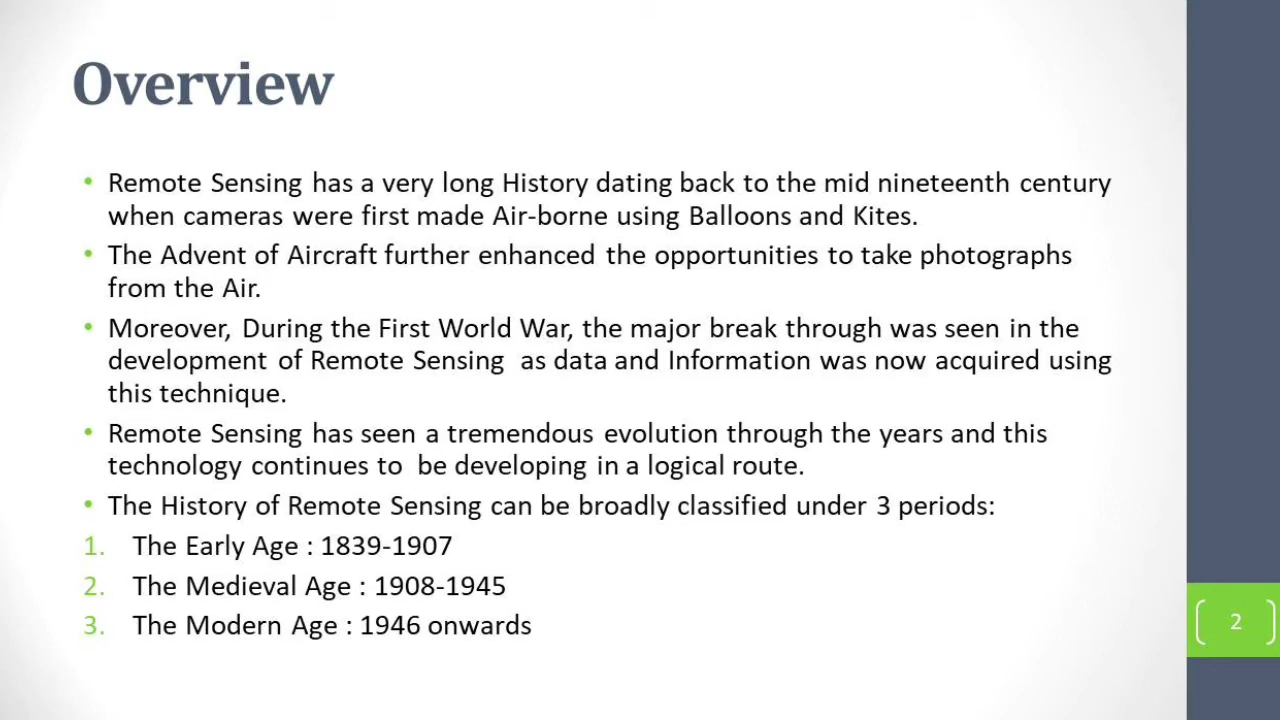 Overview
• Remote Sensing has a very long History dating back to the mid nineteenth century
when cameras were first made Air-borne using Balloons and Kites.
• The Advent of Aircraft further enhanced the opportunities to take photographs
from the Air.
• Moreover, During the First World War, the major break through was seen in the
development of Remote Sensing  as data and Information was now acquired using
this technique.
• Remote Sensing has seen a tremendous evolution through the years and this
technology continues to  be developing in a logical route.
• The History of Remote Sensing can be broadly classified under 3 periods:
1. The Early Age : 1839-1907
2. The Medieval Age : 1908-1945
3. The Modern Age : 1946 onwards
2